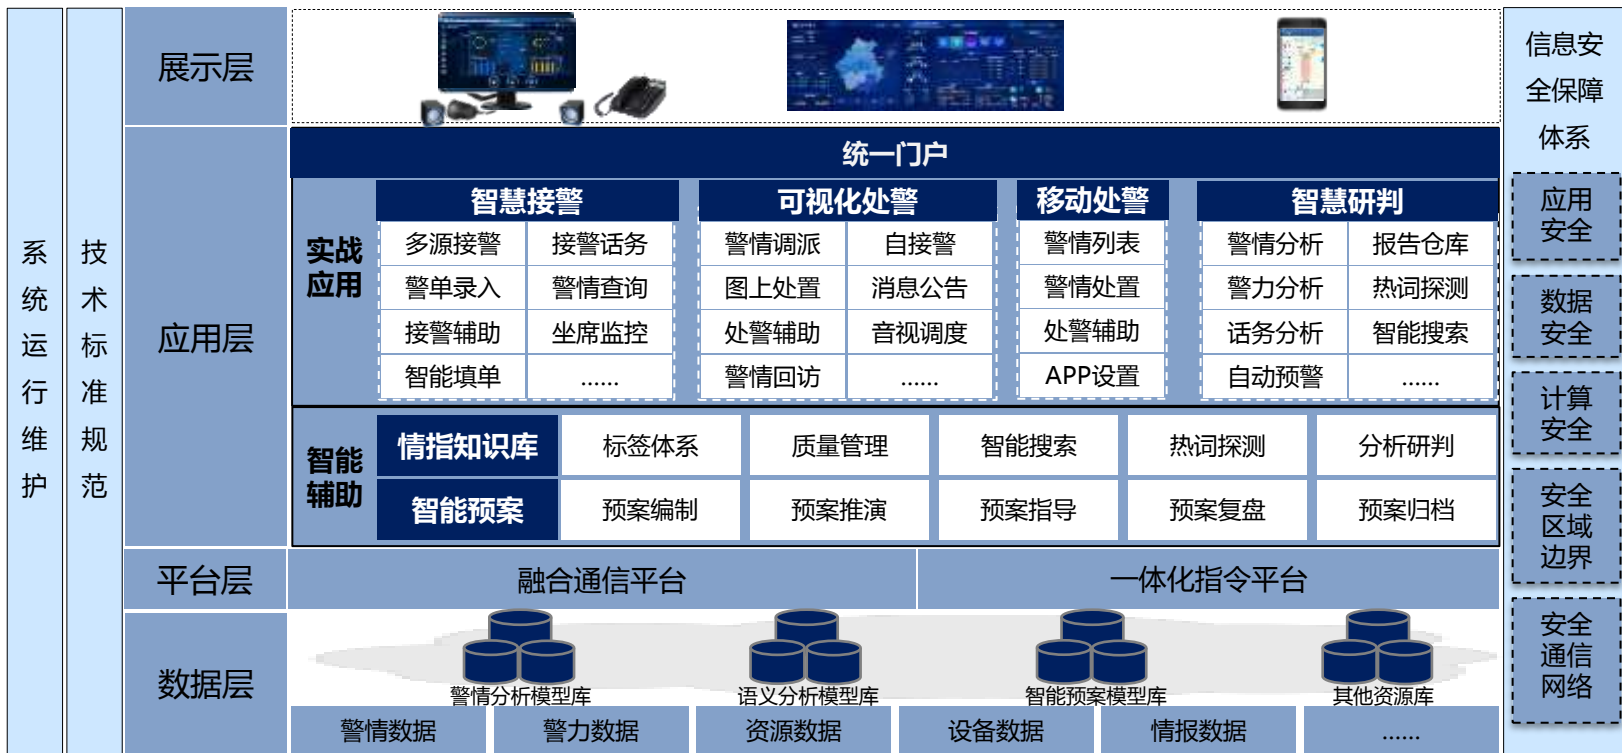 系统运行维护
技术标准规范
展示层
应用层
统一门户
实战
应用
智慧接警
多源接警 接警话务
警单录入 警情查询
接警辅助 坐席监控
智能填单 ......
可视化处警
警情调派 自接警
图上处置 消息公告
处警辅助 音视调度
警情回访 ......
移动处警
警情列表
警情处置
处警辅助
APP设置
智慧研判
警情分析 报告仓库
警力分析 热词探测
话务分析 智能搜索
自动预警 ......
智能
辅助
情指知识库 标签体系 质量管理 智能搜索 热词探测 分析研判
智能预案 预案编制 预案推演 预案指导 预案复盘 预案归档
平台层
融合通信平台 一体化指令平台
数据层
警情分析模型库 语义分析模型库 智能预案模型库 其他资源库
警情数据 警力数据 资源数据 设备数据 情报数据 ......
信息安
全保障
体系
应用
安全
数据
安全
计算
安全
安全
区域
边界
安全
通信
网络